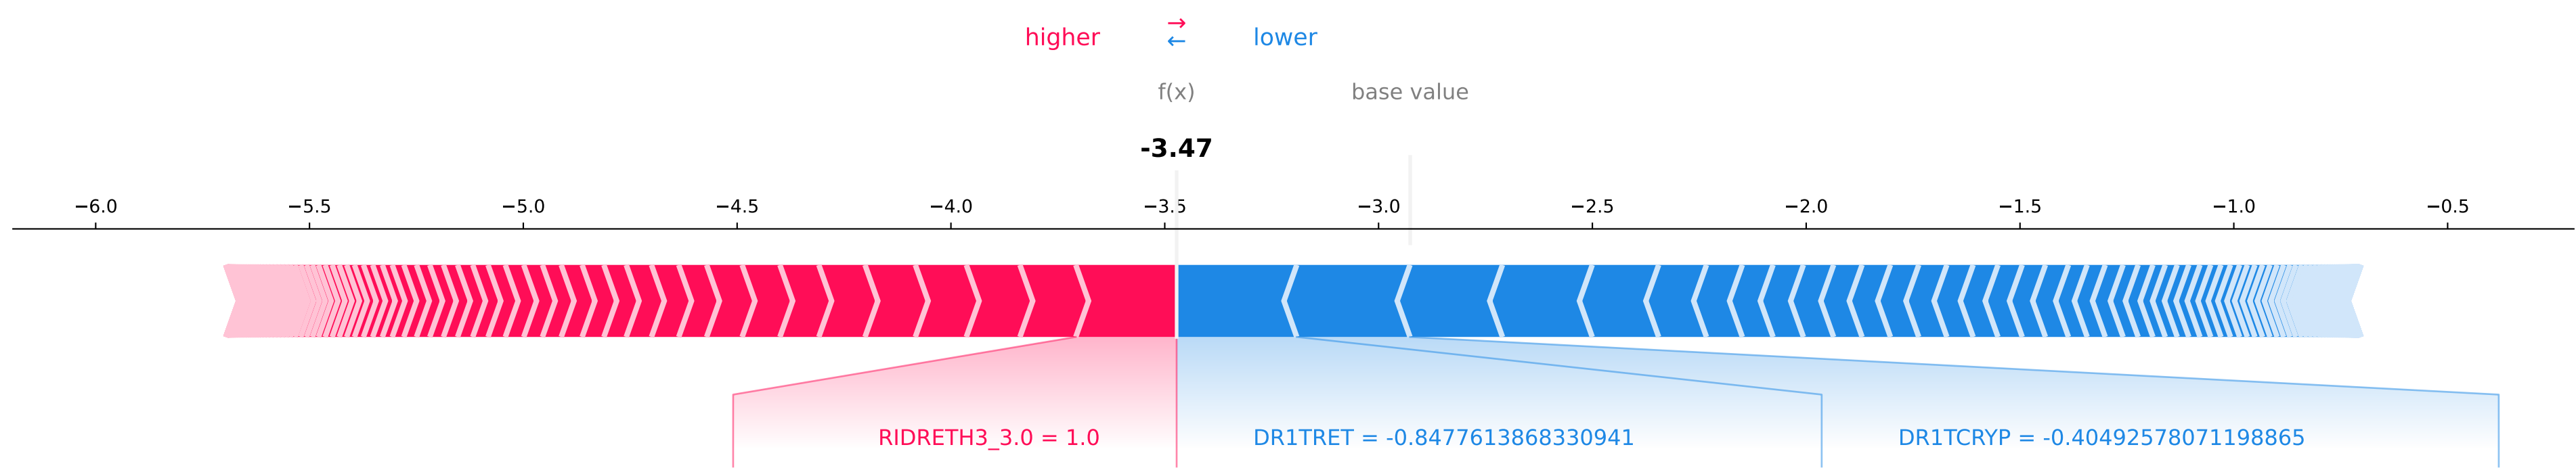 higher → ← lower
f(x) base value
-3.47
−6.0 −5.5 −5.0 −4.5 −4.0 −3.5 −3.0 −2.5 −2.0 −1.5 −1.0 −0.5
RIDRETH3_3.0 = 1.0 DR1TRET = -0.8477613868330941 DR1TCRYP = -0.40492578071198865